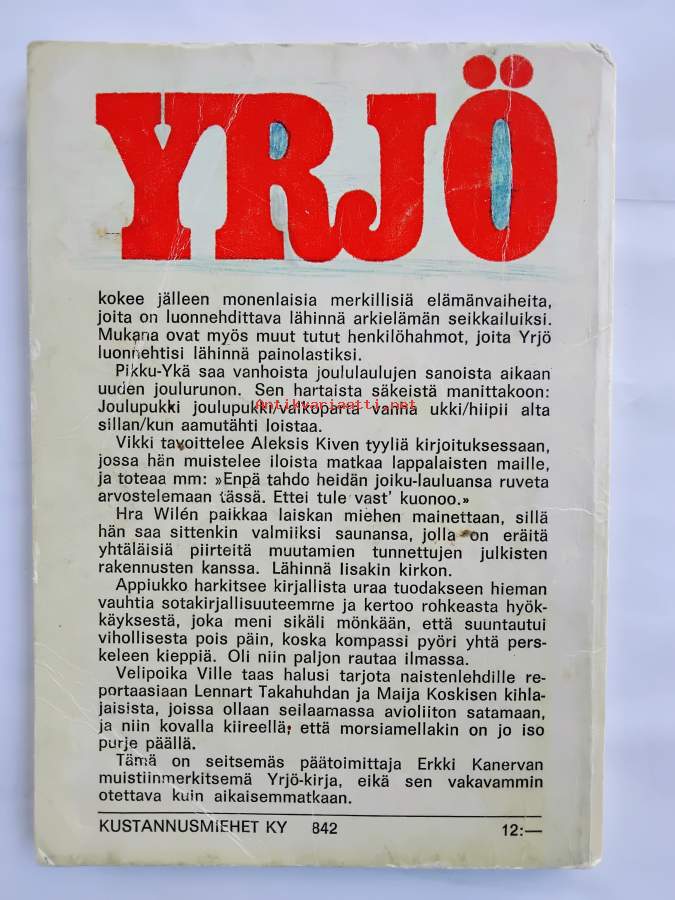 YRJÖ
kokee jälleen monenlaisia merkillisiä elämänvaiheita,
joita on luonnehdittava lähinnä arkielämän seikkailuiksi.
Mukana ovat myös muut tutut henkilöhahmot, joita Yrjö
luonnehtisi lähinnä painolastiksi.
Pikku-Ykä saa vanhoista joululaulujen sanoista aikaan
uuden joulurunon. Sen hartaista säkeistä manittakoon:
Joulupukki joulupukki/valkoparta vanha ukki/hiipii alta
sillan/kun aamutähti loistaa.
Antikvariaatti.net
Vikki tavoittelee Aleksis Kiven tyyliä kirjoituksessaan,
jossa hän muistelee iloista matkaa lappalaisten maille,
ja toteaa mm: »Enpä tahdo heidän joiku-lauluansa ruveta
arvostelemaan tässä. Ettei tule vast' kuonoo.»
Hra Wilén paikkaa laiskan miehen mainettaan, sillä
hän saa sittenkin valmiiksi saunansa, jolla on eräitä
yhtäläisiä piirteitä muutamien tunnettujen julkisten
rakennusten kanssa. Lähinnä Iisakin kirkon.
Appiukko harkitsee kirjallista uraa tuodakseen hieman
vauhtia sotakirjallisuuteemme ja kertoo rohkeasta hyök-
käyksestä, joka meni sikäli mönkään, että suuntautui
vihollisesta pois päin, koska kompassi pyöri yhtä pers-
keleen kieppiä. Oli niin paljon rautaa ilmassa.
Velipoika Ville taas halusi tarjota naistenlehdille re-
portaasiaan Lennart Takahuhdan ja Maija Koskisen kihla-
jaisista, joissa ollaan seilaamassa avioliiton satamaan,
ja niin kovalla kiireellä, että morsiamellakin on jo iso
purje päällä.
Tämä on seitsemäs päätoimittaja Erkki Kanervan
muistiinmerkitsemä Yrjö-kirja, eikä sen vakavammin
otettava kuin aikaisemmatkaan.
KUSTANNUSMIEHET KY 842 12:—